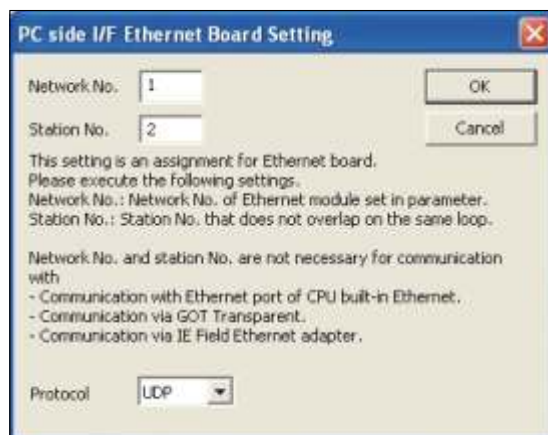 PC side I/F Ethernet Board Setting
Network No. 1 OK
Station No. 2 Cancel
This setting is an assignment for Ethernet board.
Please execute the following settings.
Network No.: Network No. of Ethernet module set in parameter.
Station No.: Station No. that does not overlap on the same loop.
Network No. and station No. are not necessary for communication
with
- Communication with Ethernet port of CPU built-in Ethernet.
- Communication via GOT Transparent.
- Communication via IE Field Ethernet adapter.
Protocol UDP